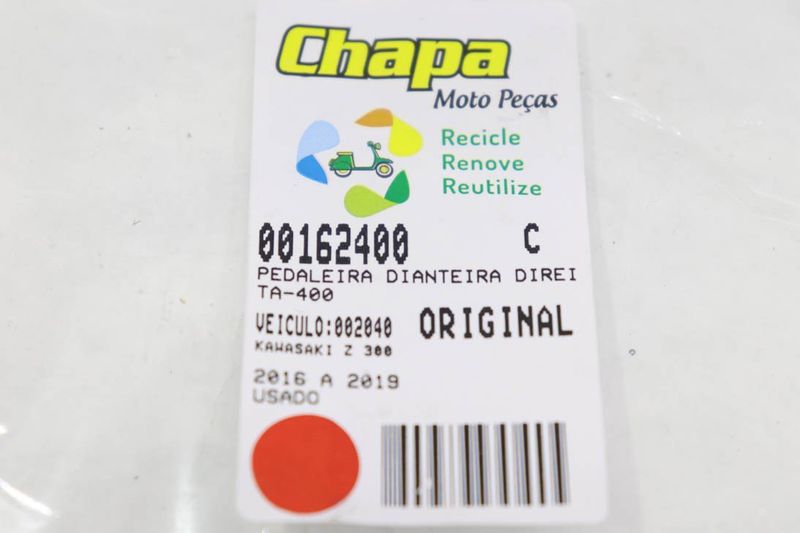 Chapa
Moto Peças
Recicle
Renove
Reutilize
00162400 C
PEDALEIRA DIANTEIRA DIREI
TA-400
VEICULO:002040 ORIGINAL
KAWASAKI Z 300
2016 A 2019
USADO